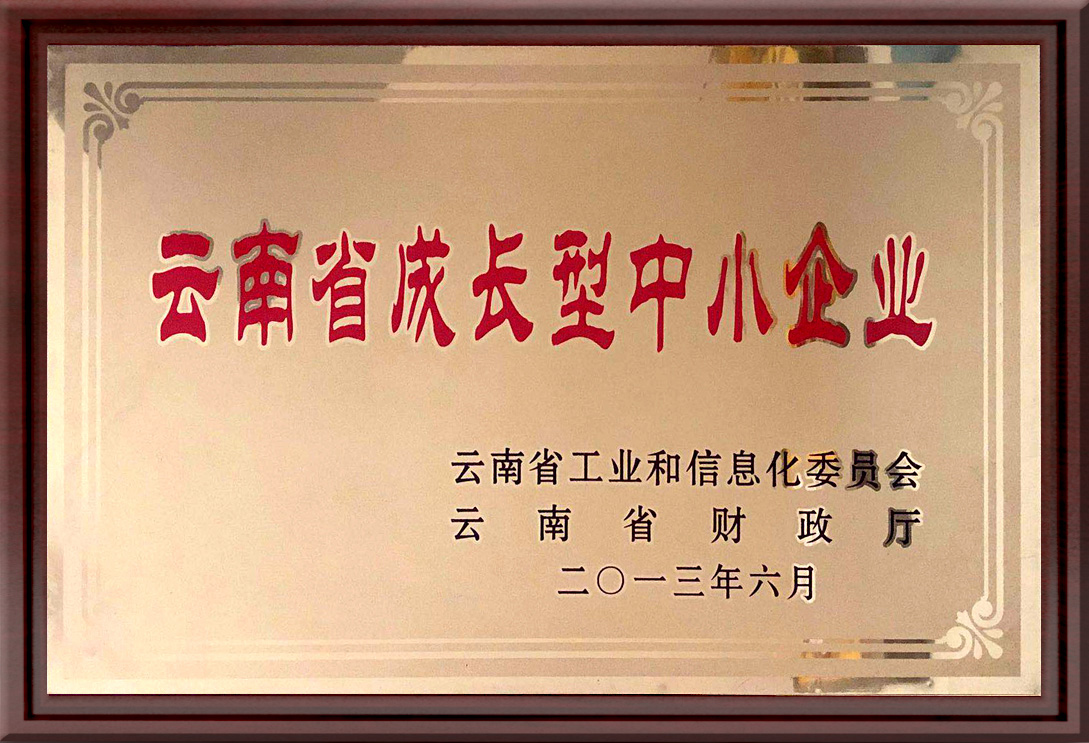 云南省成长型中小企业
云南省工业和信息化委员会
云南省财政厅
二〇一三年六月